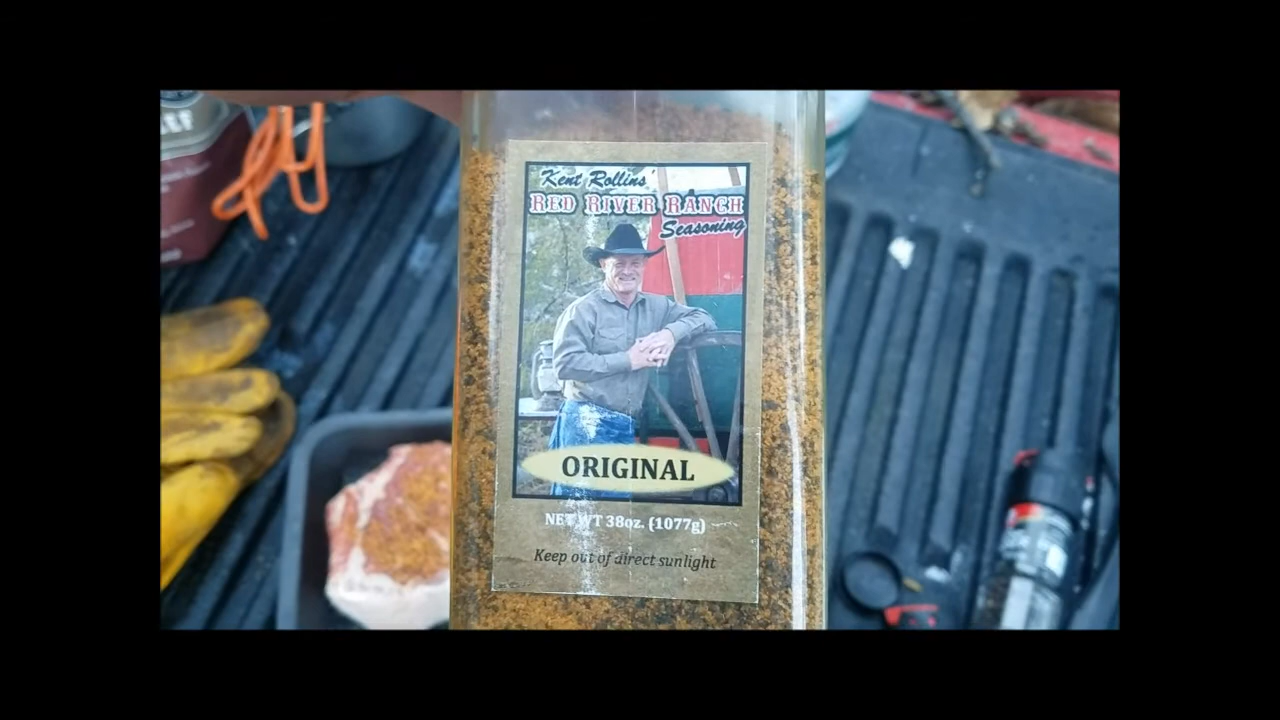 Kent Rollins'
RED RIVER RANCH
Seasoning
ORIGINAL
NET WT 38oz. (1077g)
Keep out of direct sunlight